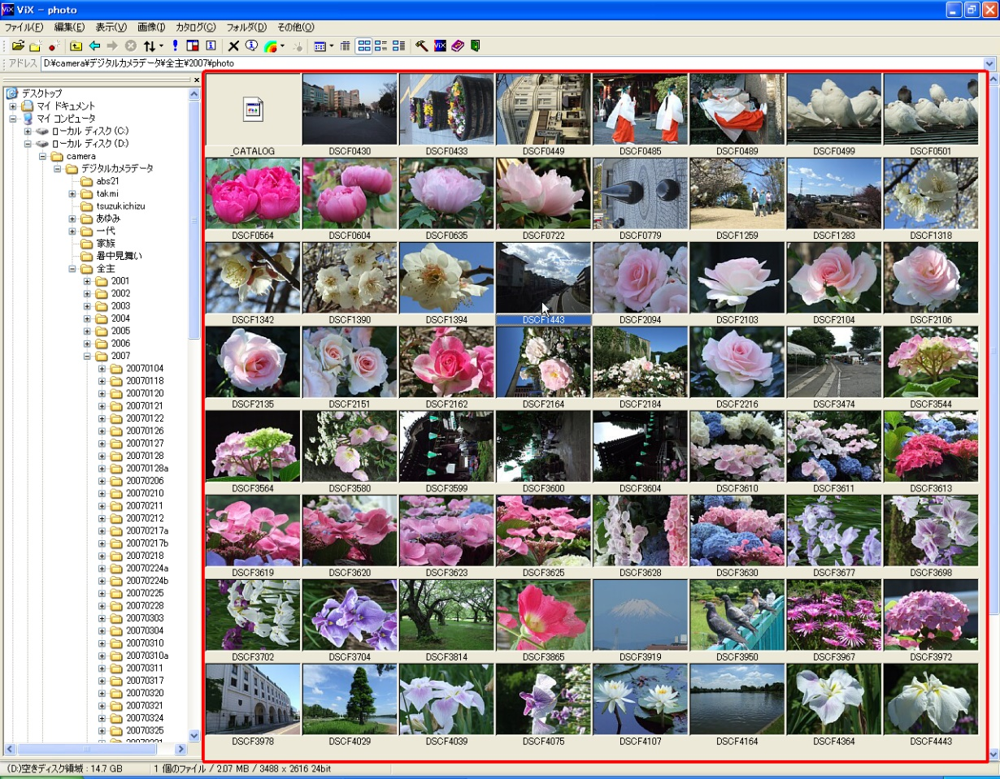 ViX - photo
ファイル(F) 編集(E) 表示(V) 画像(I) カタログ(C) フォルダ(D) その他(O)
アドレス D:¥camera¥デジタルカメラデータ¥全主¥2007¥photo
デスクトップ
マイ ドキュメント
マイ コンピュータ
ローカル ディスク (C:)
ローカル ディスク (D:)
camera
デジタルカメラデータ
abs21
takmi
tsuzukichizu
あゆみ
一代
家族
暑中見舞い
全主
2001
2002
2003
2004
2005
2006
2007
20070104
20070118
20070120
20070121
20070122
20070126
20070127
20070128
20070128a
20070206
20070210
20070211
20070212
20070217a
20070217b
20070218
20070224a
20070224b
20070225
20070228
20070303
20070304
20070310
20070310a
20070311
20070317
20070320
20070321
20070324
20070325
_CATALOG DSCF0430 DSCF0433 DSCF0449 DSCF0485 DSCF0489 DSCF0499 DSCF0501
DSCF0564 DSCF0604 DSCF0635 DSCF0722 DSCF0779 DSCF1259 DSCF1283 DSCF1318
DSCF1342 DSCF1390 DSCF1394 DSCF1443 DSCF2094 DSCF2103 DSCF2104 DSCF2106
DSCF2135 DSCF2151 DSCF2162 DSCF2164 DSCF2184 DSCF2216 DSCF3474 DSCF3544
DSCF3564 DSCF3580 DSCF3599 DSCF3600 DSCF3604 DSCF3610 DSCF3611 DSCF3613
DSCF3619 DSCF3620 DSCF3623 DSCF3625 DSCF3628 DSCF3630 DSCF3677 DSCF3698
DSCF3702 DSCF3704 DSCF3814 DSCF3865 DSCF3919 DSCF3950 DSCF3967 DSCF3972
DSCF3978 DSCF4029 DSCF4039 DSCF4075 DSCF4107 DSCF4164 DSCF4364 DSCF4443
(D:)空きディスク領域 : 14.7 GB 1 個のファイル / 2.07 MB / 3488 x 2616 24bit